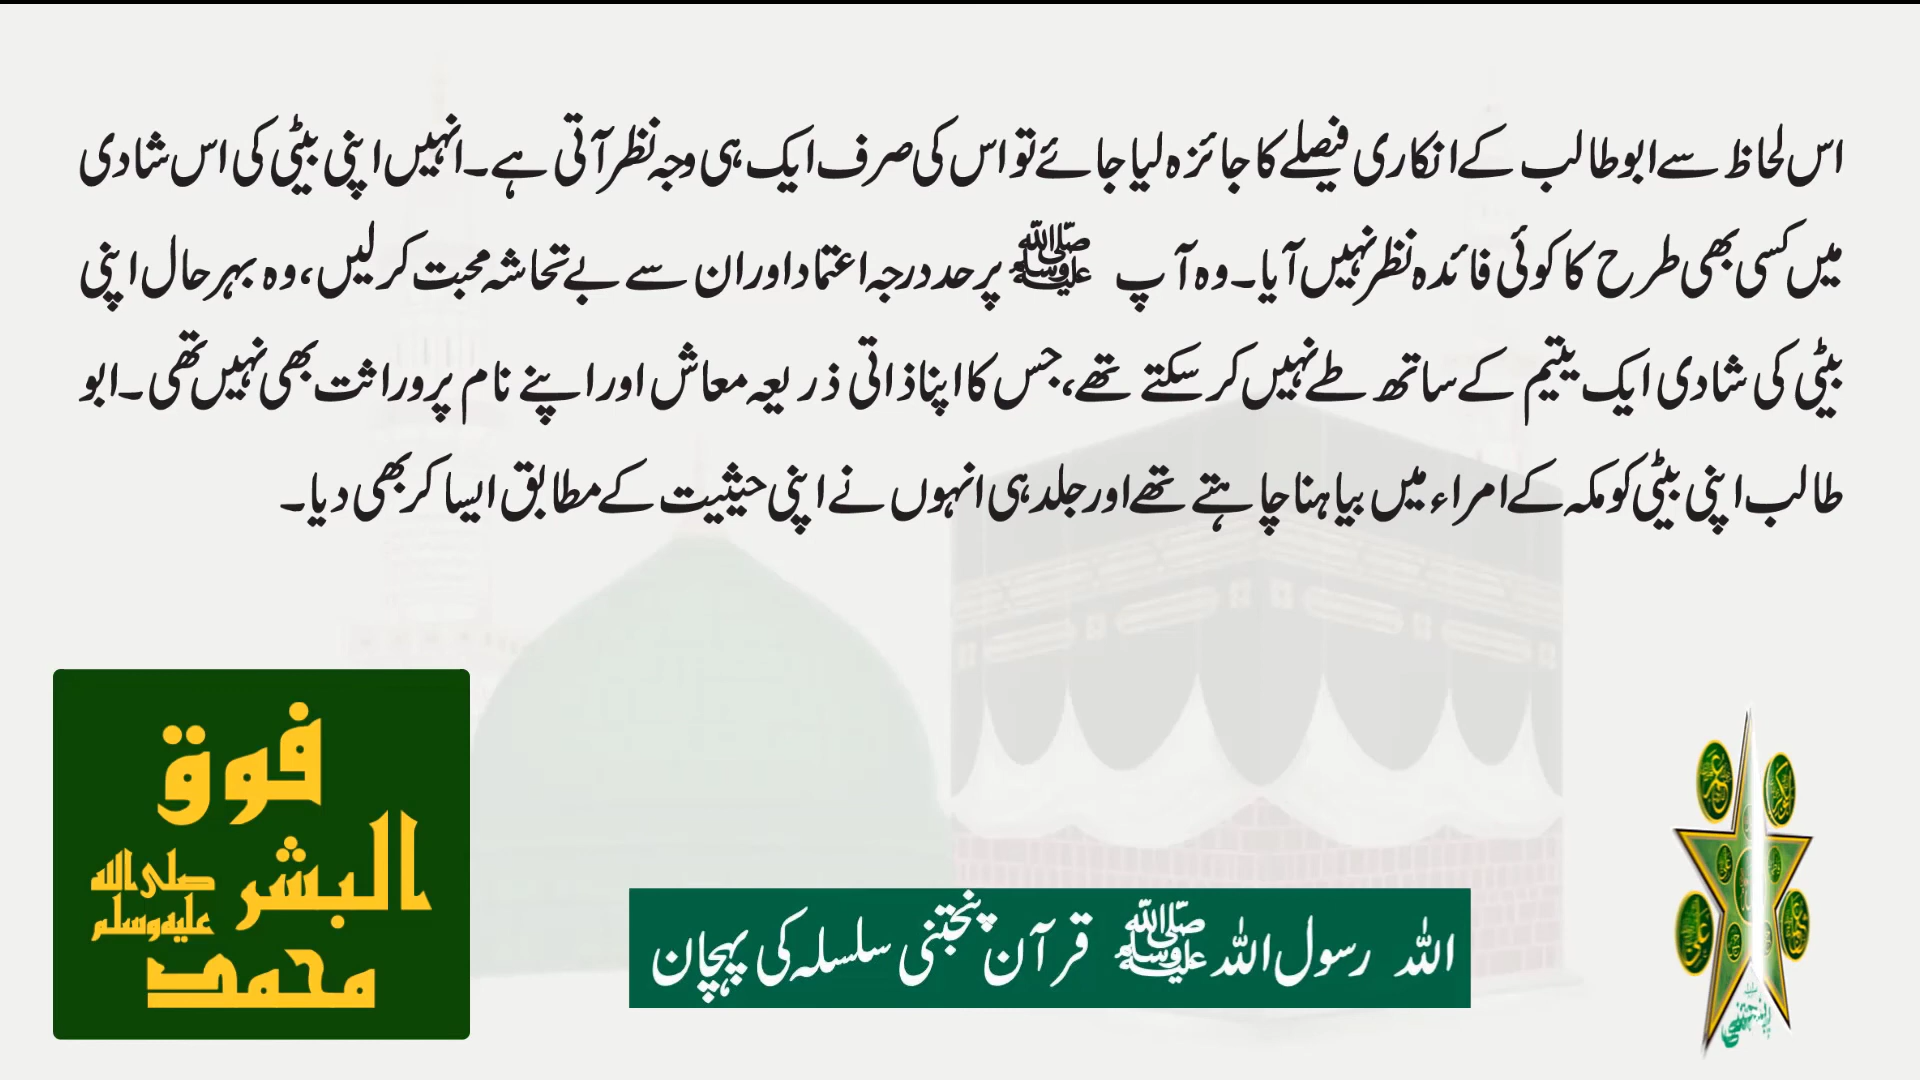 اس لحاظ سے ابو طالب کے انکاری فیصلے کا جائزہ لیا جائے تو اس کی صرف ایک ہی وجہ نظر آتی ہے۔ انہیں اپنی بیٹی کی اس شادی
میں کسی بھی طرح کا کوئی فائدہ نظر نہیں آیا۔ وہ آپ ﷺ پر حد درجہ اعتماد اور ان سے بے تحاشہ محبت کر لیں، وہ بہر حال اپنی
بیٹی کی شادی ایک یتیم کے ساتھ طے نہیں کر سکتے تھے، جس کا اپنا ذاتی ذریعہ معاش اور اپنے نام پر وراثت بھی نہیں تھی۔ ابو
طالب اپنی بیٹی کو مکہ کے امراء میں بیاہنا چاہتے تھے اور جلد ہی انہوں نے اپنی حیثیت کے مطابق ایسا کر بھی دیا۔
فوق
البشر صلی اللہ علیہ وسلم
محمد
اللہ رسول اللہ ﷺ قرآن پنجتنی سلسلہ کی پہچان